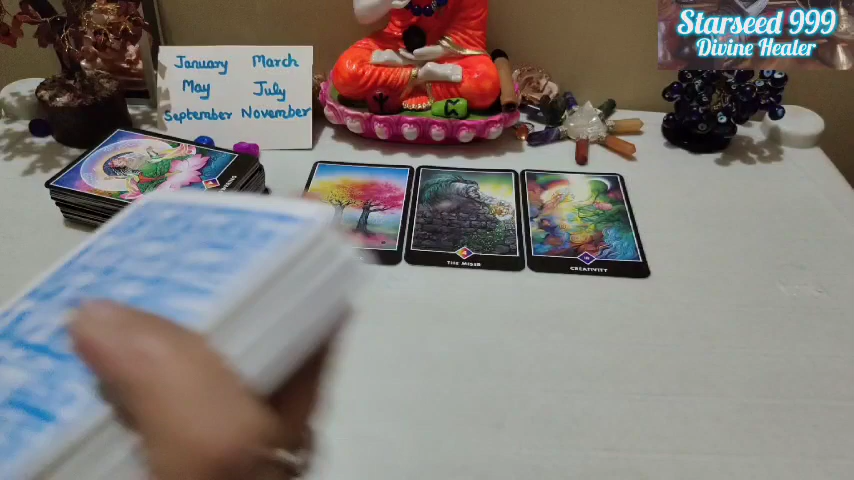 Starseed 999
Divine Healer
January March
May July
September November
THE MISER
CREATIVITY